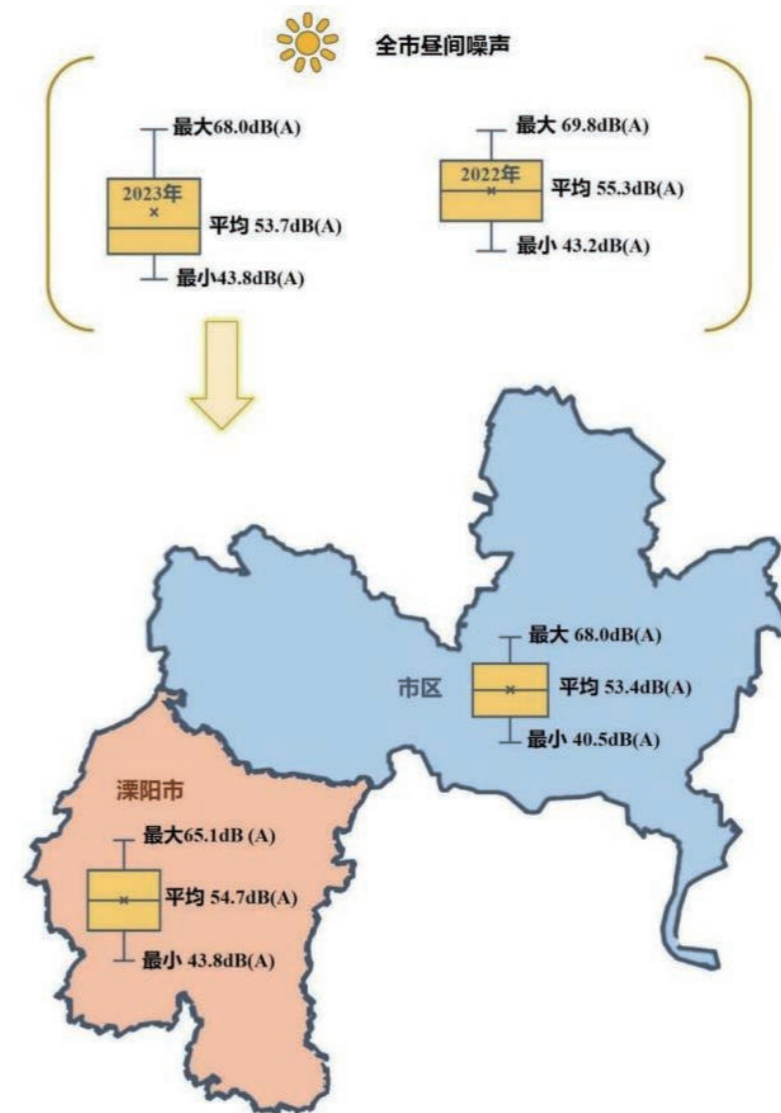 全市昼间噪声
最大68.0dB(A)
2023年
平均 53.7dB(A)
最小43.8dB(A)
最大 69.8dB(A)
2022年
平均 55.3dB(A)
最小 43.2dB(A)
最大 68.0dB(A)
市区
平均 53.4dB(A)
最小 40.5dB(A)
溧阳市
最大65.1dB (A)
平均 54.7dB(A)
最小 43.8dB(A)